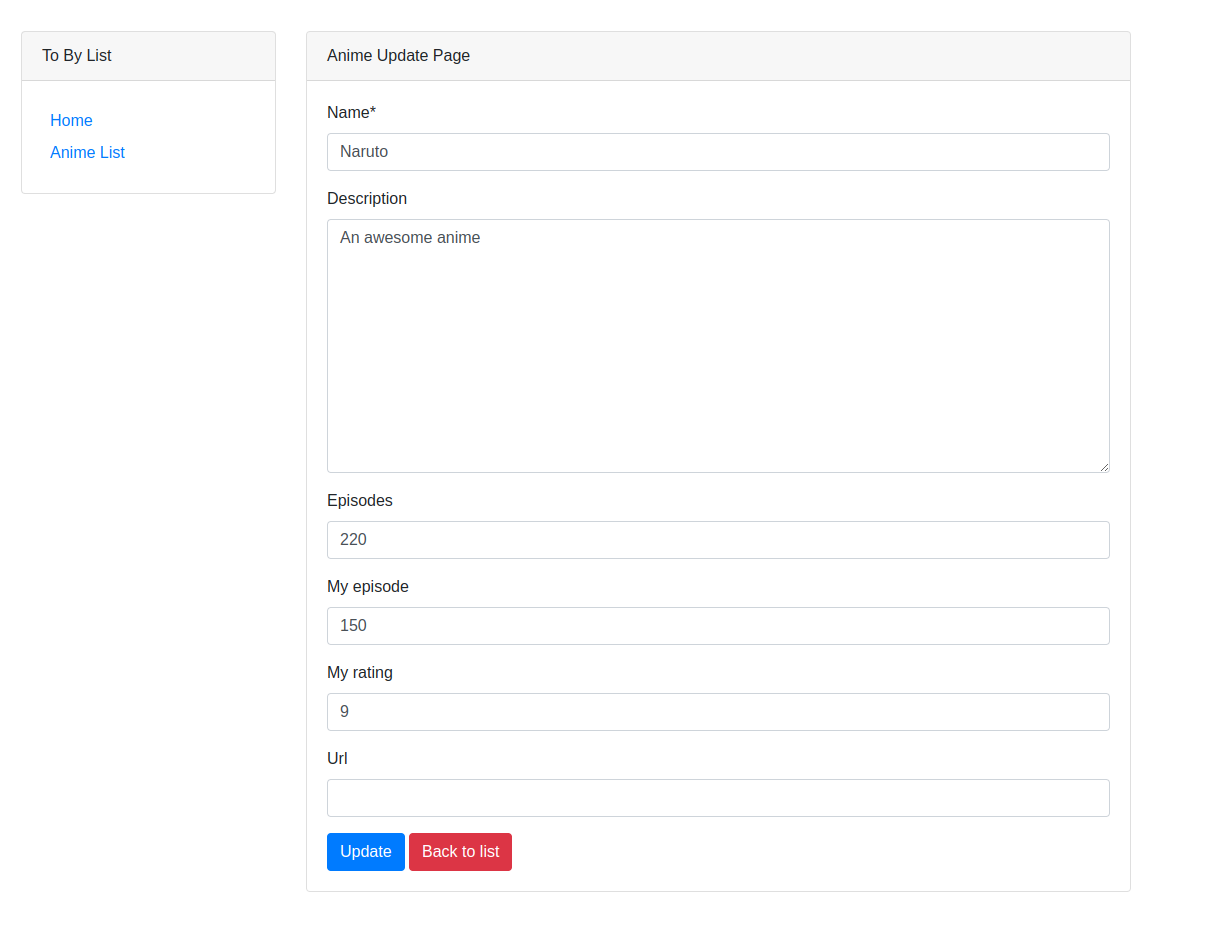 To By List
Home
Anime List
Anime Update Page
Name*
Naruto
Description
An awesome anime
Episodes
220
My episode
150
My rating
9
Url
Update
Back to list